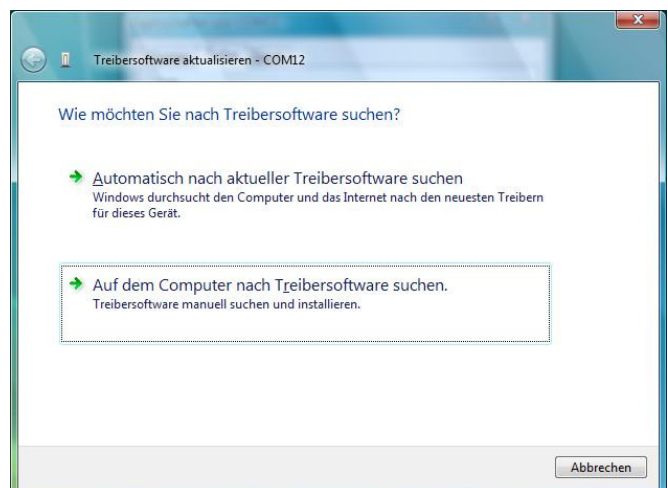 Treibersoftware aktualisieren - COM12
Wie möchten Sie nach Treibersoftware suchen?
Automatisch nach aktueller Treibersoftware suchen
Windows durchsucht den Computer und das Internet nach den neuesten Treibern
für dieses Gerät.
Auf dem Computer nach Treibersoftware suchen.
Treibersoftware manuell suchen und installieren.
Abbrechen